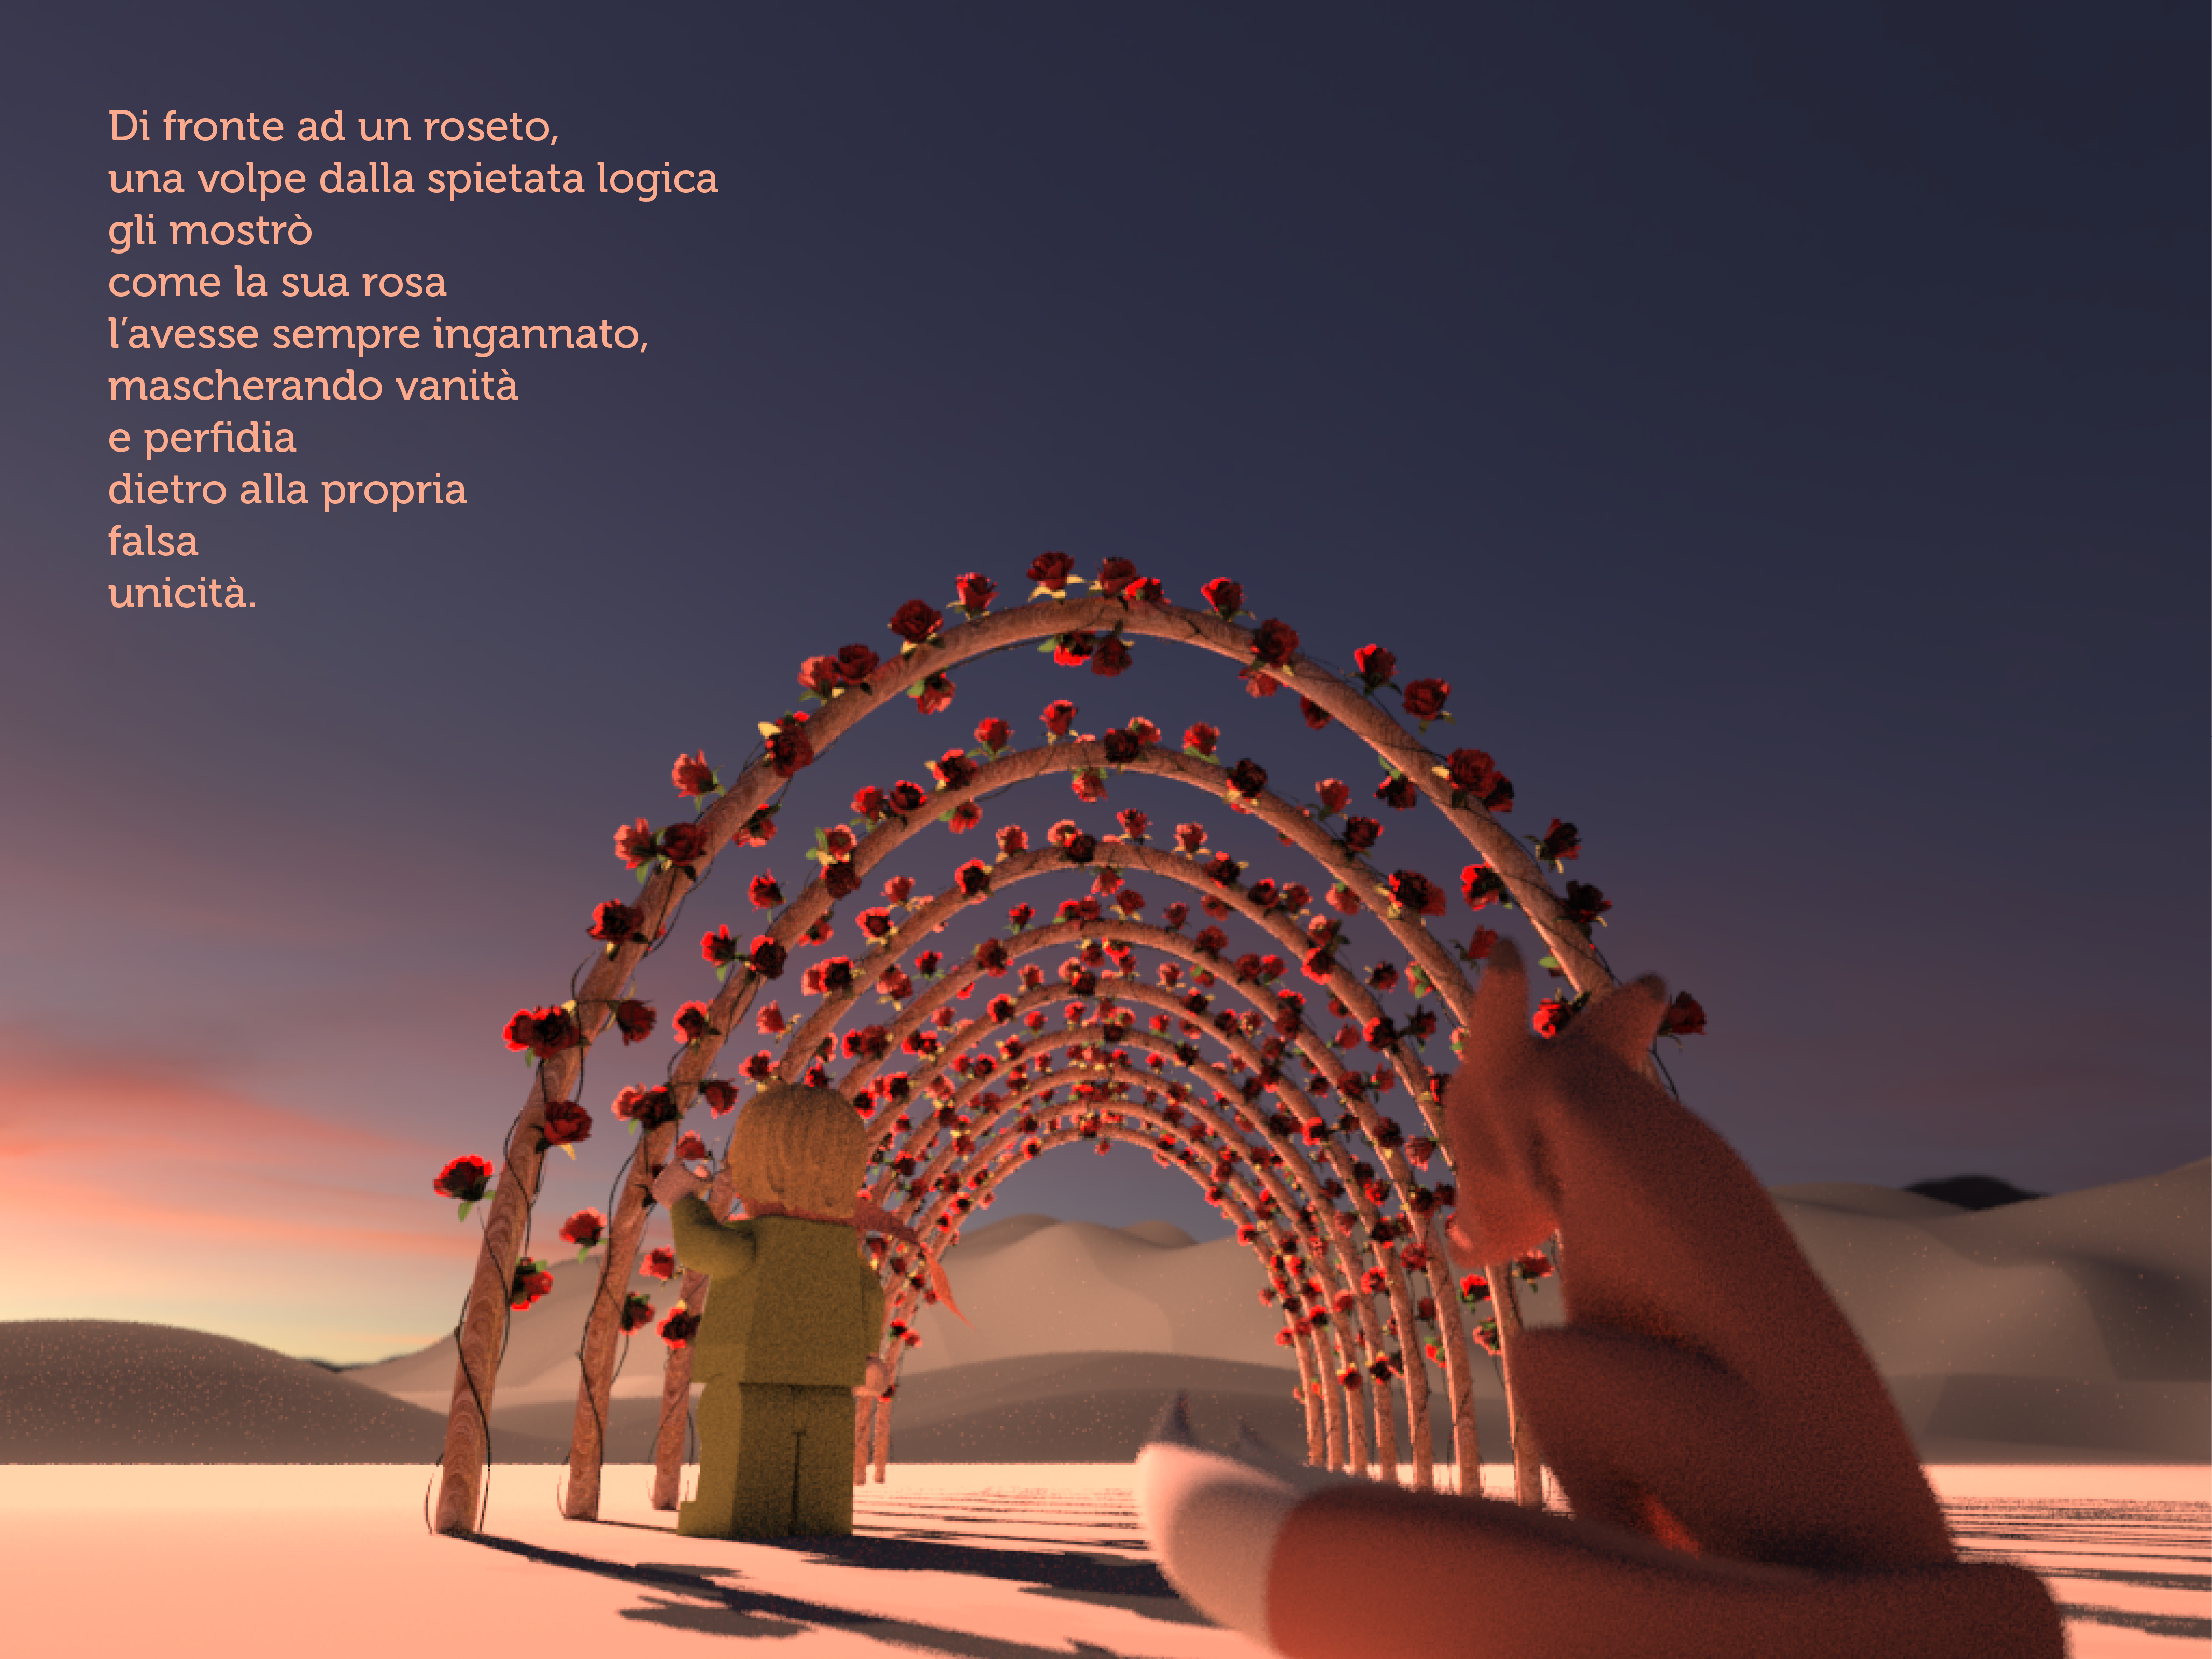 Di fronte ad un roseto,
una volpe dalla spietata logica
gli mostrò
come la sua rosa
l’avesse sempre ingannato,
mascherando vanità
e perfidia
dietro alla propria
falsa
unicità.